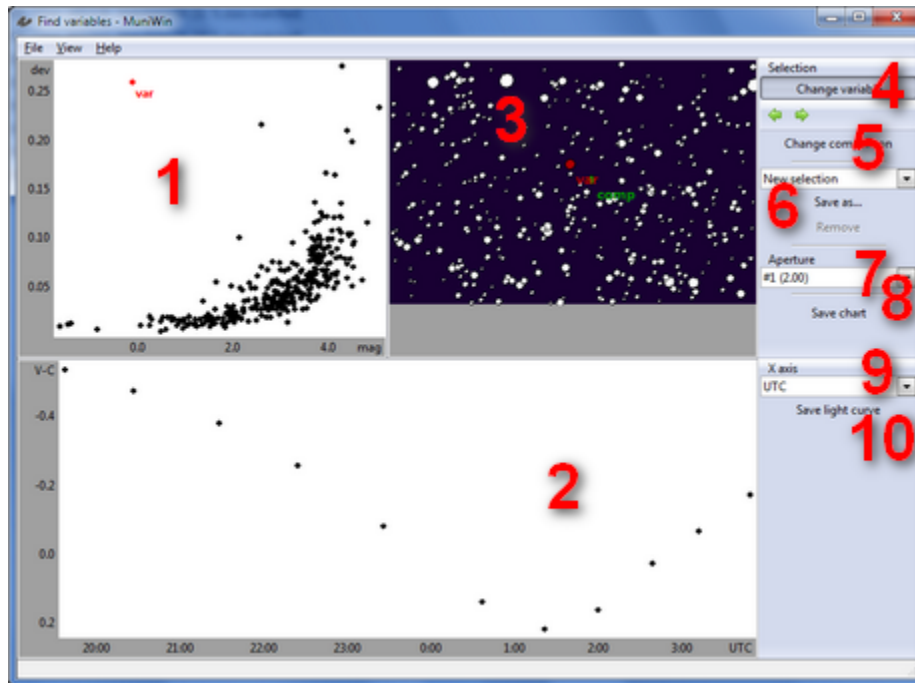 Find variables - MuniWin
File View Help
dev
0.25
0.20
0.15
0.10
0.05
0.0 2.0 4.0 mag
var
1
3
var
comp
Selection
Change variable
4
Change comparison
5
New selection
6
Save as...
Remove
Aperture
7
#1 (2.00)
8
Save chart
V-C
-0.4
-0.2
0.0
0.2
20:00 21:00 22:00 23:00 0:00 1:00 2:00 3:00 UTC
2
X axis
9
UTC
Save light curve
10